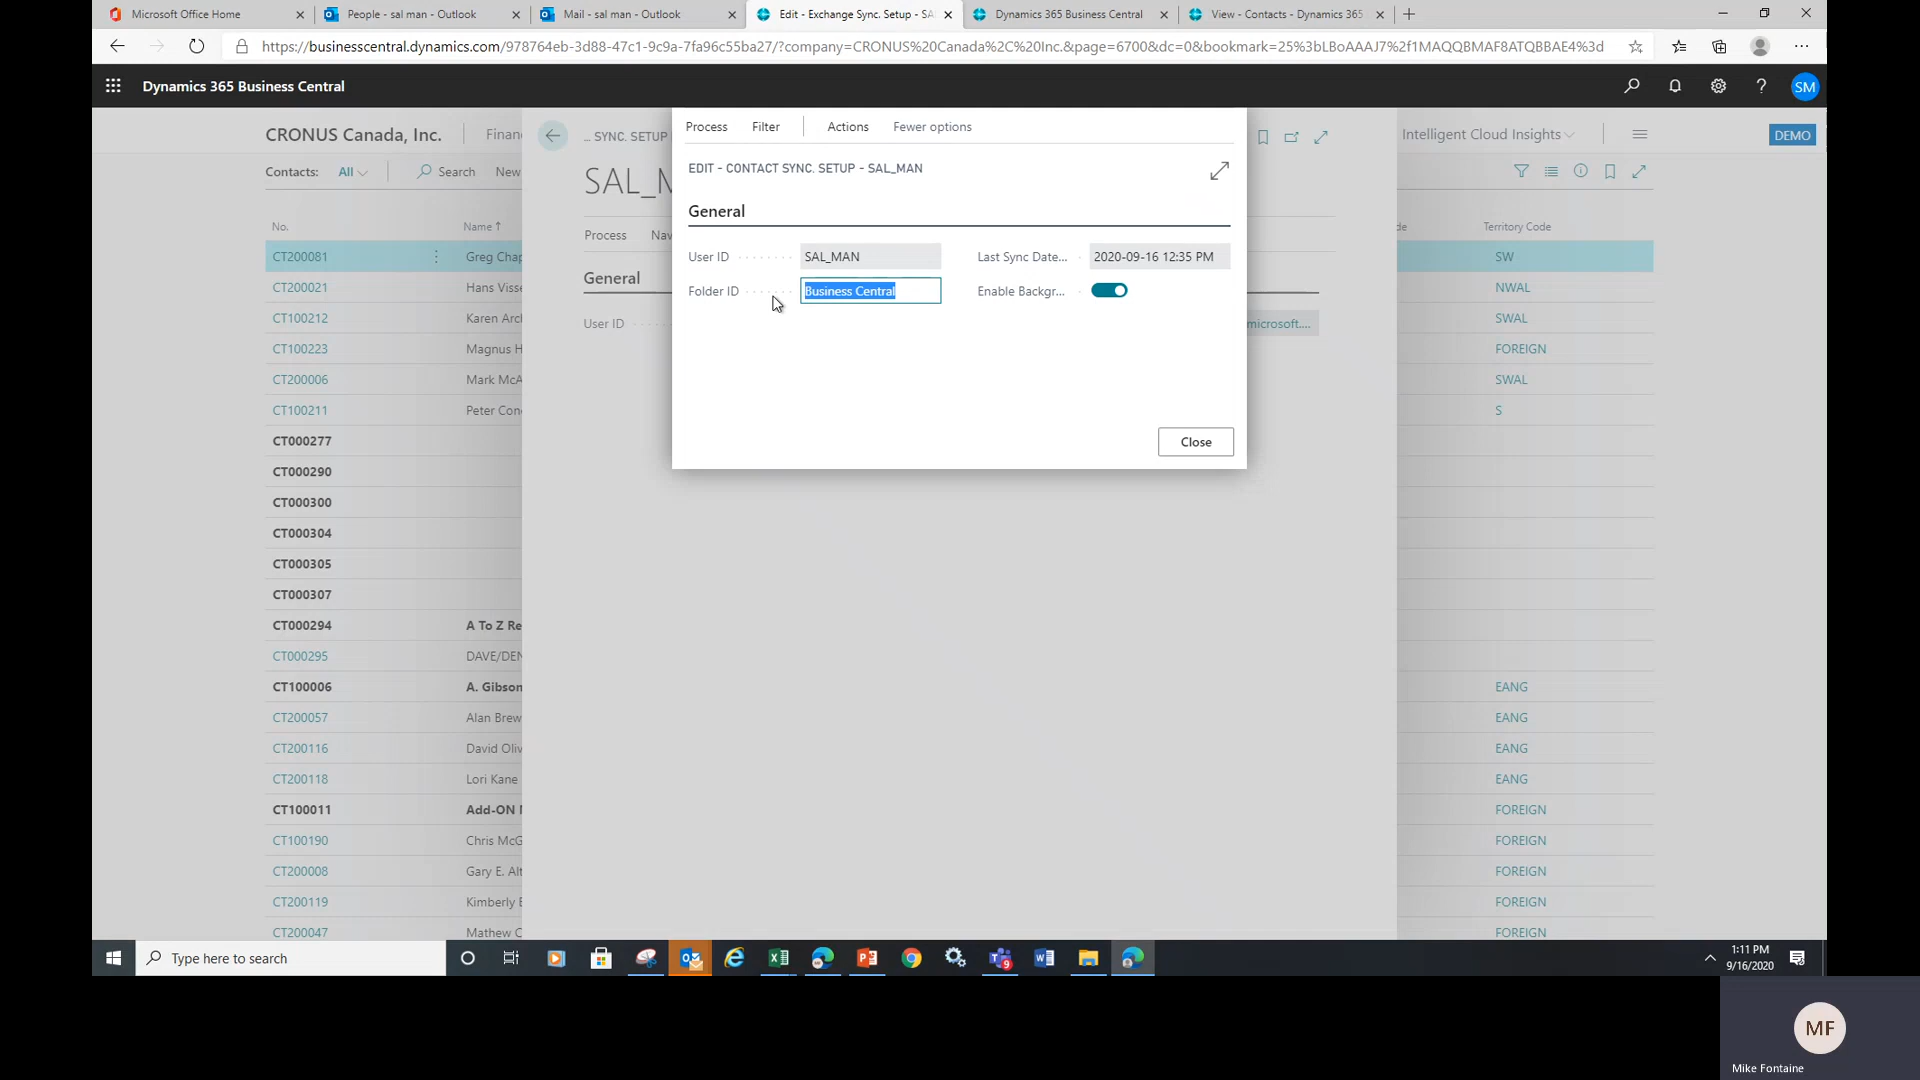 Microsoft Office Home
People - sal man - Outlook
Mail - sal man - Outlook
Edit - Exchange Sync. Setup - SA
Dynamics 365 Business Central
View - Contacts - Dynamics 365
https://businesscentral.dynamics.com/978764eb-3d88-47c1-9c9a-7fa96c55ba27/?company=CRONUS%20Canada%2C%20Inc.&page=6700&dc=0&bookmark=25%3bLBoAAAJ7%2f1MAQQBMAF8ATQBBAE4%3d
Dynamics 365 Business Central
SM
CRONUS Canada, Inc.
Finan
... SYNC. SETUP
Intelligent Cloud Insights
DEMO
Contacts: All
Search
New
SAL_M
Process
Nav
General
User ID
microsoft....
Process
Filter
Actions
Fewer options
EDIT - CONTACT SYNC. SETUP - SAL_MAN
General
User ID
SAL_MAN
Last Sync Date...
2020-09-16 12:35 PM
Folder ID
Business Central
Enable Backgr...
Close
No.
Name ↑
de
Territory Code
CT200081 Greg Chap SW
CT200021 Hans Visse NWAL
CT100212 Karen Arc SWAL
CT100223 Magnus H FOREIGN
CT200006 Mark McA SWAL
CT100211 Peter Con S
CT000277
CT000290
CT000300
CT000304
CT000305
CT000307
CT000294 A To Z Re
CT000295 DAVE/DEN
CT100006 A. Gibson EANG
CT200057 Alan Brew EANG
CT200116 David Oliv EANG
CT200118 Lori Kane EANG
CT100011 Add-ON M FOREIGN
CT100190 Chris McG FOREIGN
CT200008 Gary E. Alt FOREIGN
CT200119 Kimberly B FOREIGN
CT200047 Mathew C FOREIGN
Type here to search
9
1:11 PM
9/16/2020
MF
Mike Fontaine